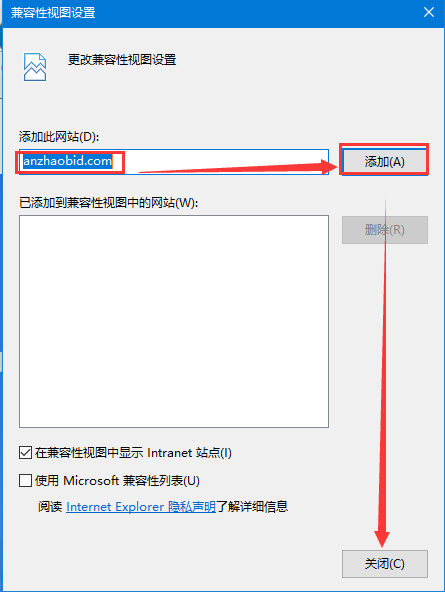 兼容性视图设置
更改兼容性视图设置
添加此网站(D):
anzhaobid.com
添加(A)
已添加到兼容性视图中的网站(W):
删除(R)
在兼容性视图中显示 Intranet 站点(I)
使用 Microsoft 兼容性列表(U)
阅读 Internet Explorer 隐私声明了解详细信息
关闭(C)